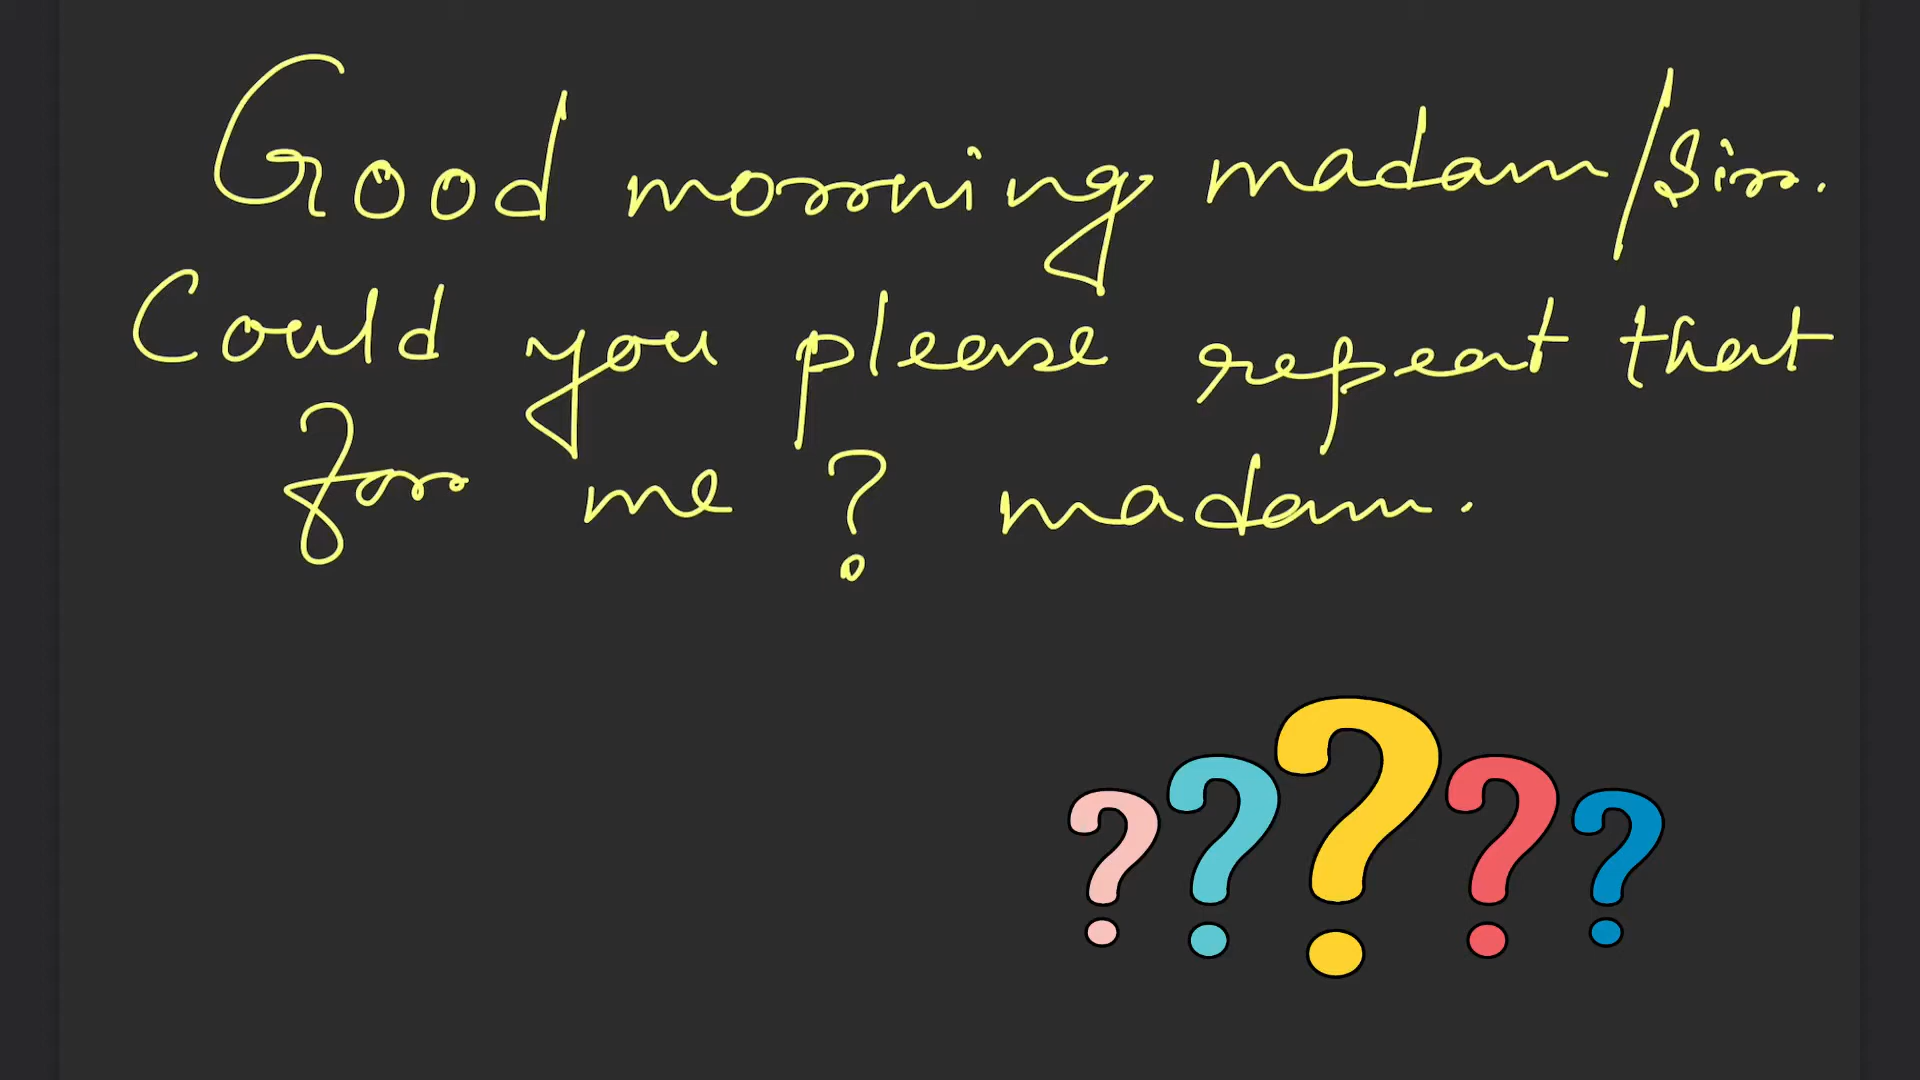 Good morning madam/Sir.
Could you please repeat that
for me ? madam.
? ? ? ? ?